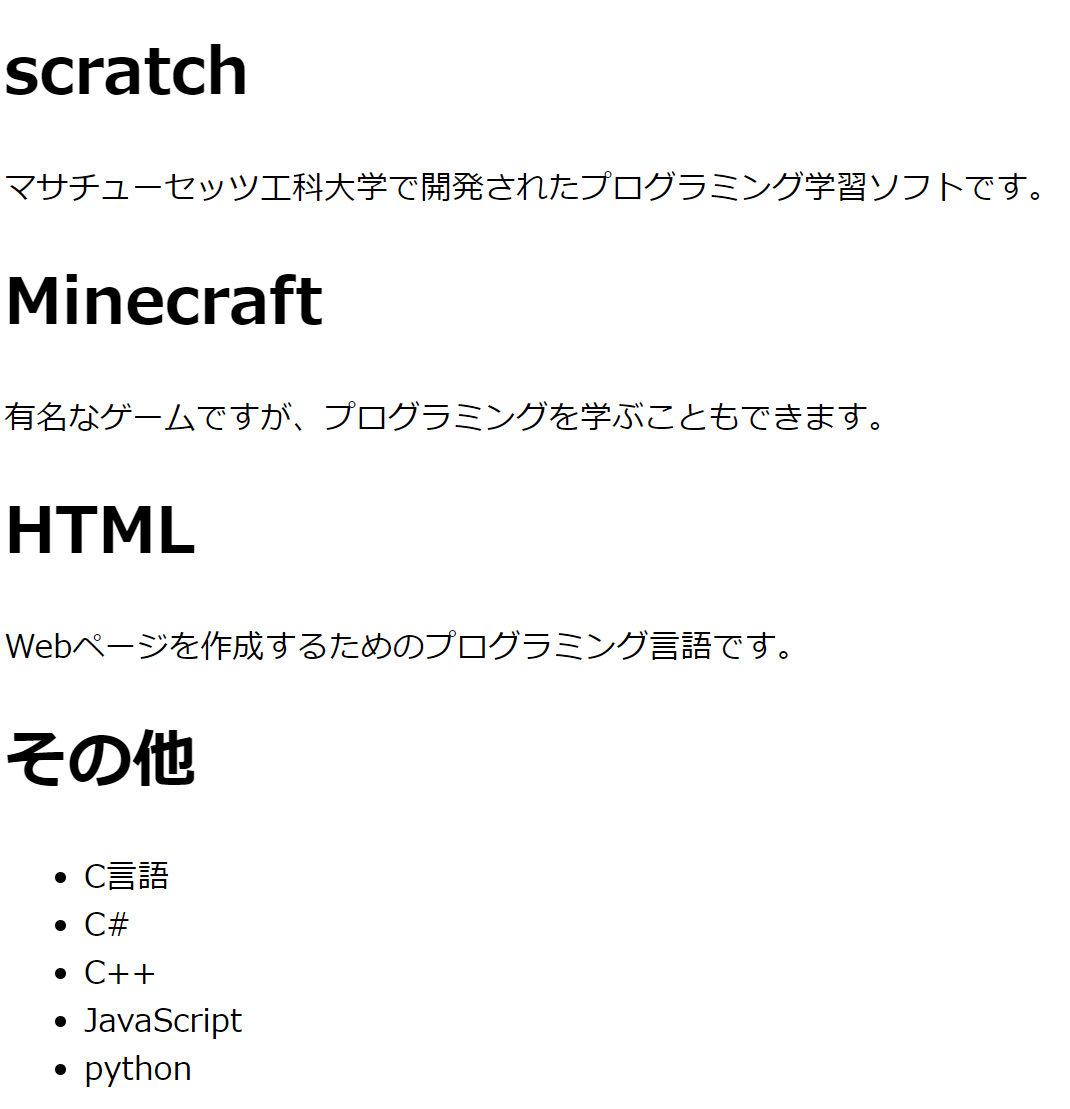 scratch
マサチューセッツ工科大学で開発されたプログラミング学習ソフトです。
Minecraft
有名なゲームですが、プログラミングを学ぶこともできます。
HTML
Webページを作成するためのプログラミング言語です。
その他
• C言語
• C#
• C++
• JavaScript
• python